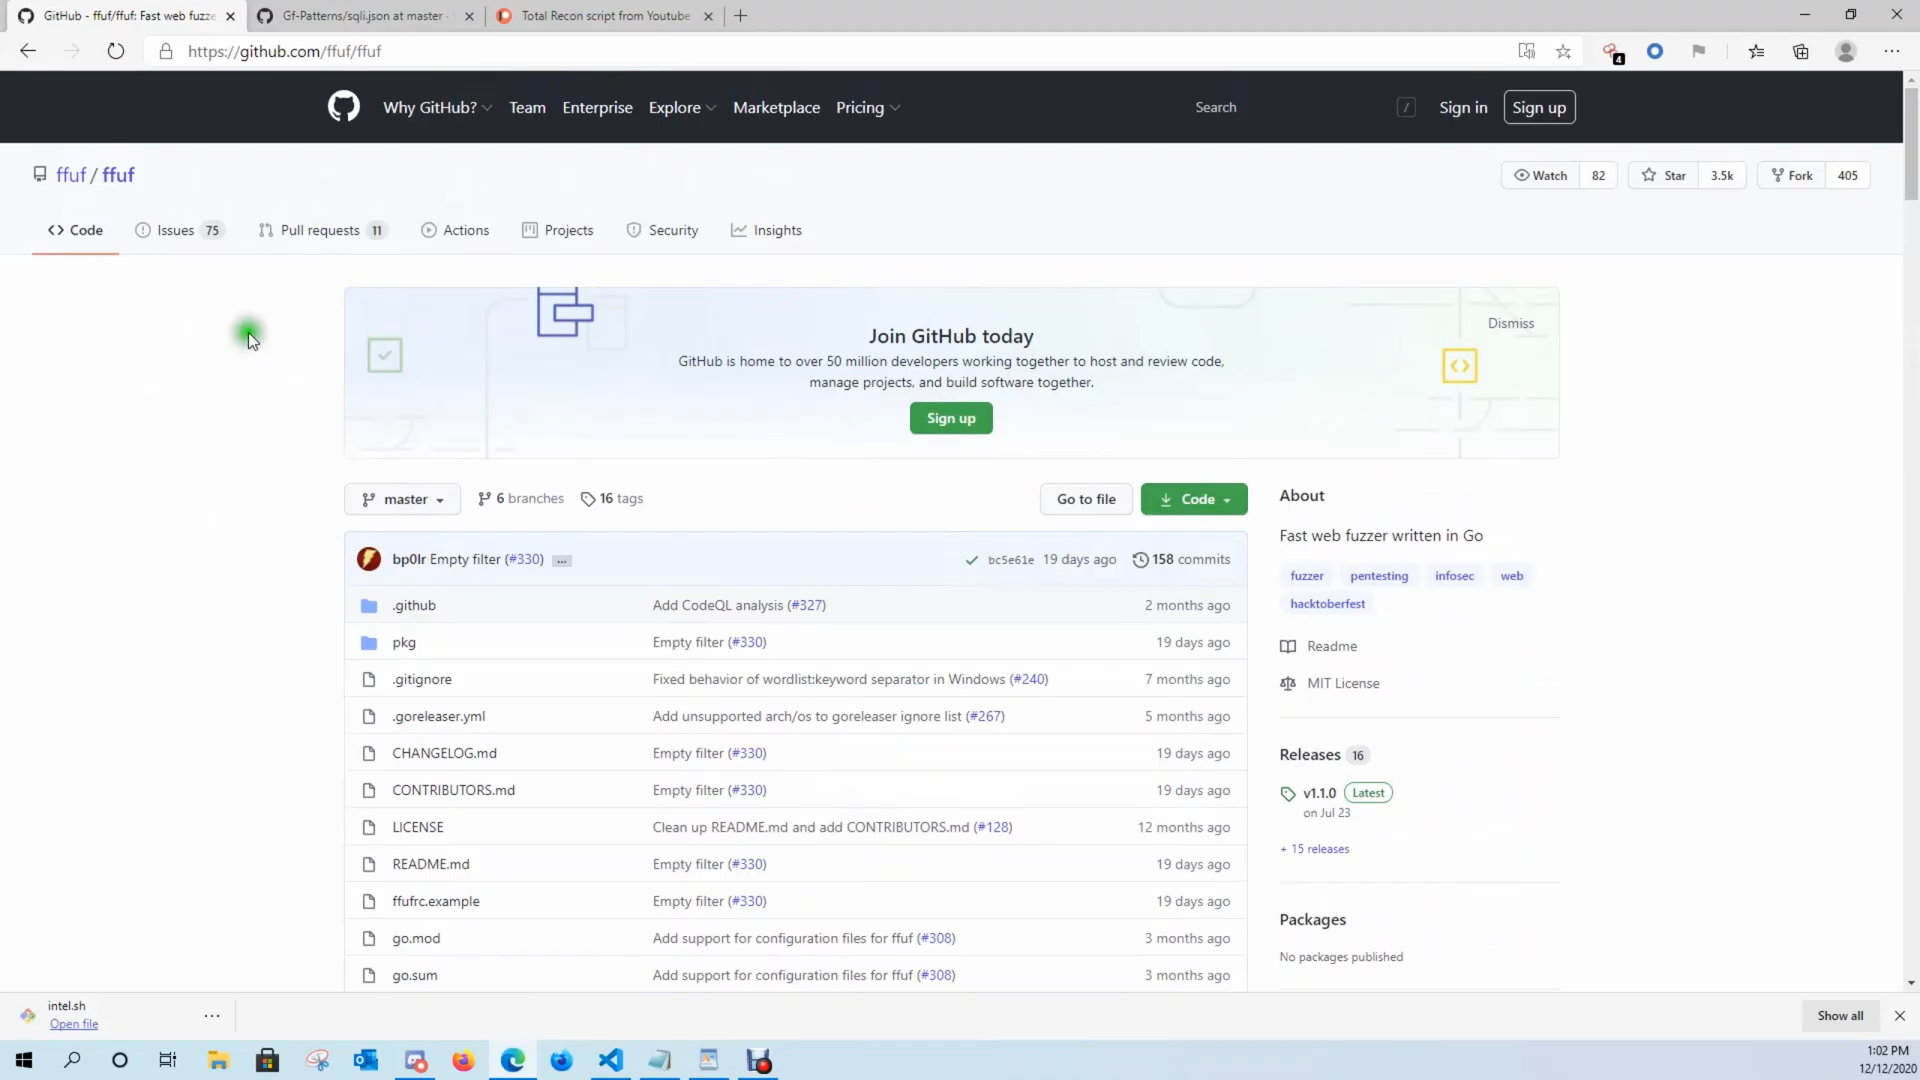 GitHub - ffuf/ffuf: Fast web fuzze
Gf-Patterns/sqli.json at master ·
Total Recon script from Youtube
https://github.com/ffuf/ffuf
4
Why GitHub? Team Enterprise Explore Marketplace Pricing Search / Sign in Sign up
ffuf / ffuf
Watch 82 Star 3.5k Fork 405
Code Issues 75 Pull requests 11 Actions Projects Security Insights
Join GitHub today
Dismiss
GitHub is home to over 50 million developers working together to host and review code,
manage projects, and build software together.
Sign up
master 6 branches 16 tags Go to file Code
bp0lr Empty filter (#330) ... bc5e61e 19 days ago 158 commits
.github Add CodeQL analysis (#327) 2 months ago
pkg Empty filter (#330) 19 days ago
.gitignore Fixed behavior of wordlist:keyword separator in Windows (#240) 7 months ago
.goreleaser.yml Add unsupported arch/os to goreleaser ignore list (#267) 5 months ago
CHANGELOG.md Empty filter (#330) 19 days ago
CONTRIBUTORS.md Empty filter (#330) 19 days ago
LICENSE Clean up README.md and add CONTRIBUTORS.md (#128) 12 months ago
README.md Empty filter (#330) 19 days ago
ffufrc.example Empty filter (#330) 19 days ago
go.mod Add support for configuration files for ffuf (#308) 3 months ago
go.sum Add support for configuration files for ffuf (#308) 3 months ago
About
Fast web fuzzer written in Go
fuzzer pentesting infosec web
hacktoberfest
Readme
MIT License
Releases 16
v1.1.0 Latest
on Jul 23
+ 15 releases
Packages
No packages published
intel.sh
Open file
Show all
1:02 PM
12/12/2020